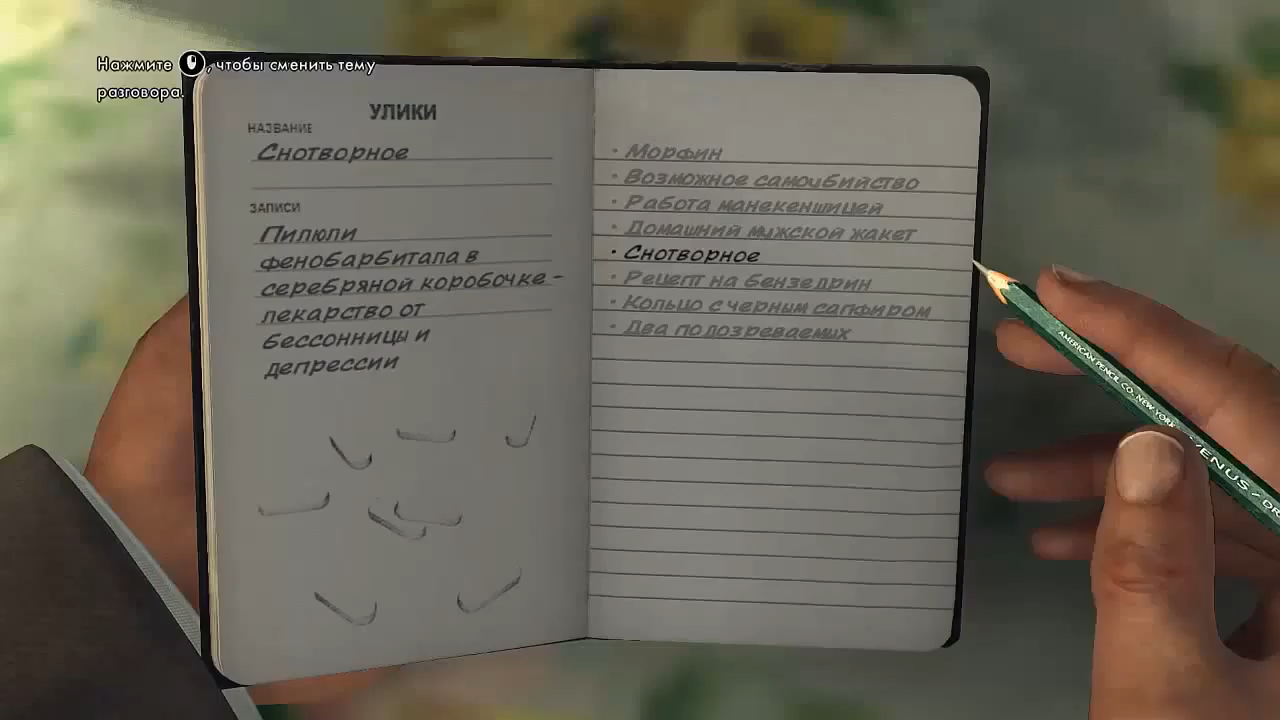 Нажмите , чтобы сменить тему
разговора.
УЛИКИ
НАЗВАНИЕ
Снотворное
ЗАПИСИ
Пилюли
фенобарбитала в
серебряной коробочке -
лекарство от
бессонницы и
депрессии
· Морфин
· Возможное самоубийство
· Работа манекенщицей
· Домашний мужской жакет
· Снотворное
· Рецепт на бензедрин
· Кольцо с черным сапфиром
· Два подозреваемых
AMERICAN PENCIL CO. NEW YORK
VENUS / DR